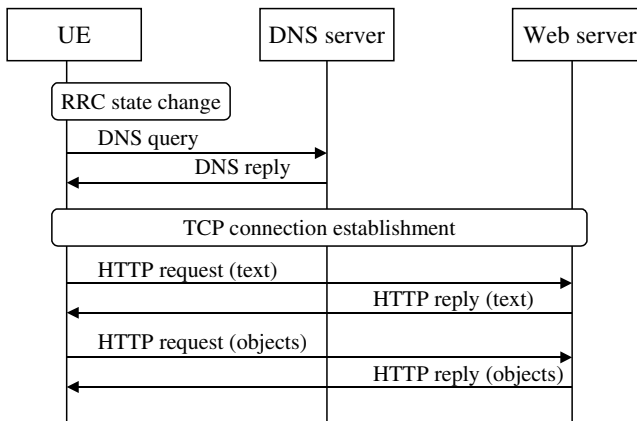 UE
DNS server
Web server
RRC state change
DNS query
DNS reply
TCP connection establishment
HTTP request (text)
HTTP reply (text)
HTTP request (objects)
HTTP reply (objects)